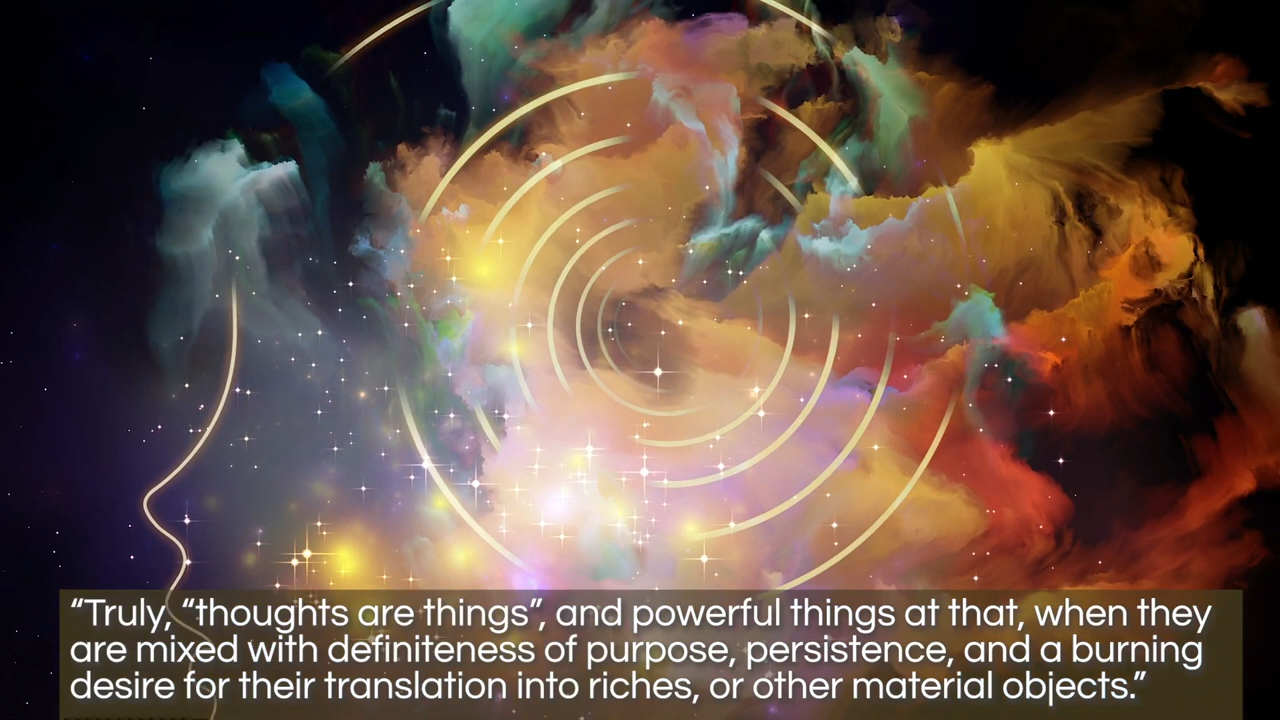 “Truly, “thoughts are things”, and powerful things at that, when they
are mixed with definiteness of purpose, persistence, and a burning
desire for their translation into riches, or other material objects.”